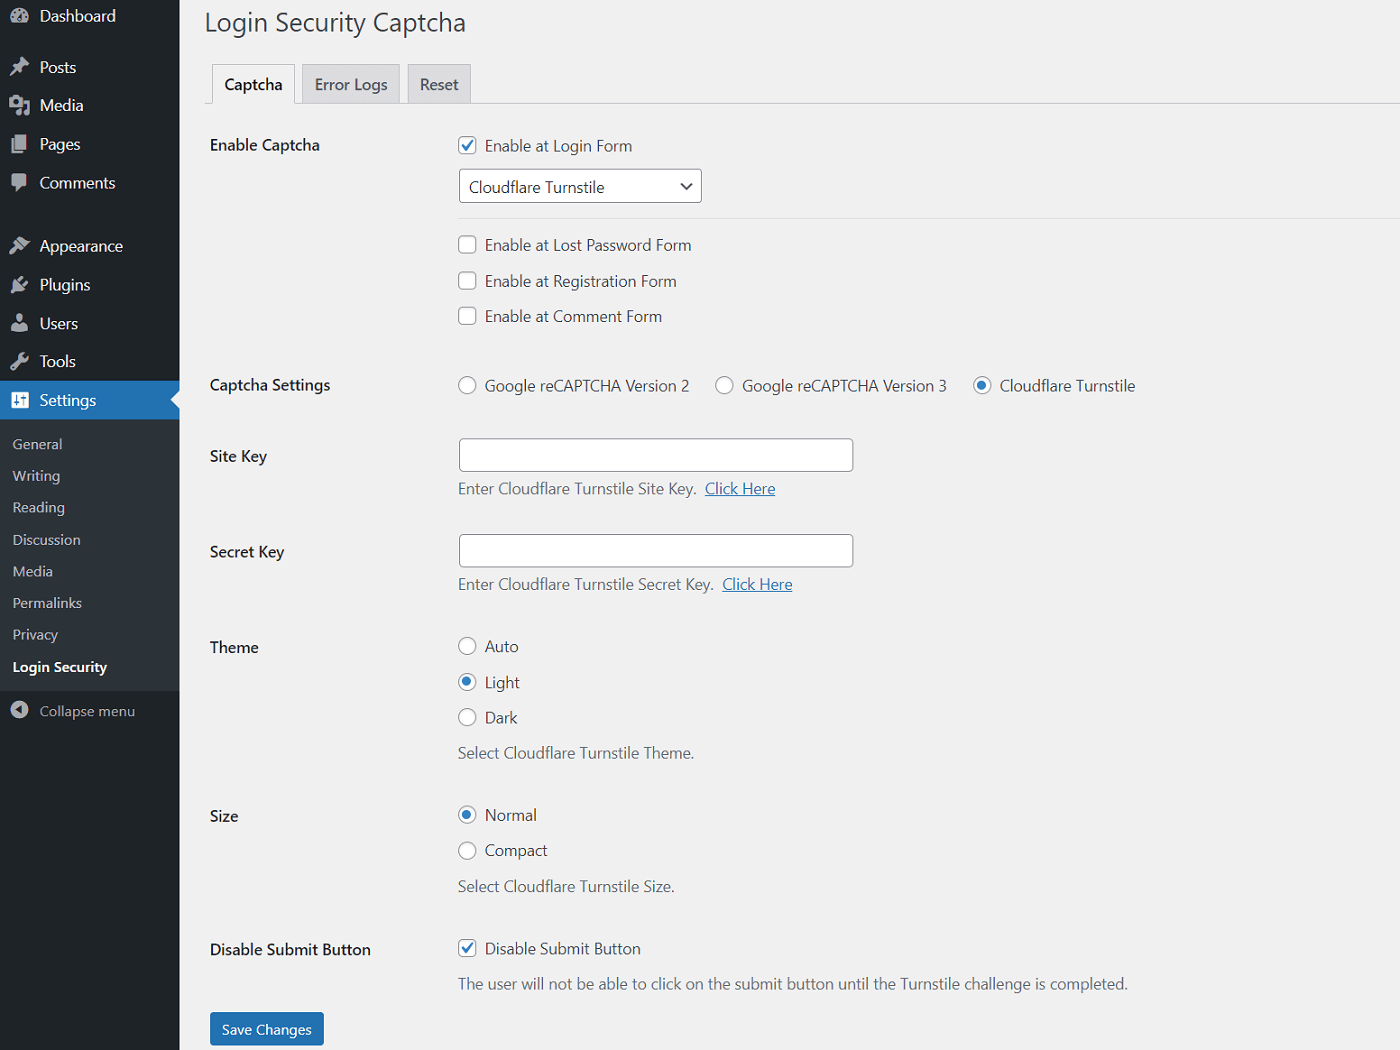 Dashboard
Posts
Media
Pages
Comments
Appearance
Plugins
Users
Tools
Settings
General
Writing
Reading
Discussion
Media
Permalinks
Privacy
Login Security
Collapse menu
Login Security Captcha
Captcha
Error Logs
Reset
Enable Captcha
Enable at Login Form
Cloudflare Turnstile
Enable at Lost Password Form
Enable at Registration Form
Enable at Comment Form
Captcha Settings
Google reCAPTCHA Version 2
Google reCAPTCHA Version 3
Cloudflare Turnstile
Site Key
Enter Cloudflare Turnstile Site Key. Click Here
Secret Key
Enter Cloudflare Turnstile Secret Key. Click Here
Theme
Auto
Light
Dark
Select Cloudflare Turnstile Theme.
Size
Normal
Compact
Select Cloudflare Turnstile Size.
Disable Submit Button
Disable Submit Button
The user will not be able to click on the submit button until the Turnstile challenge is completed.
Save Changes